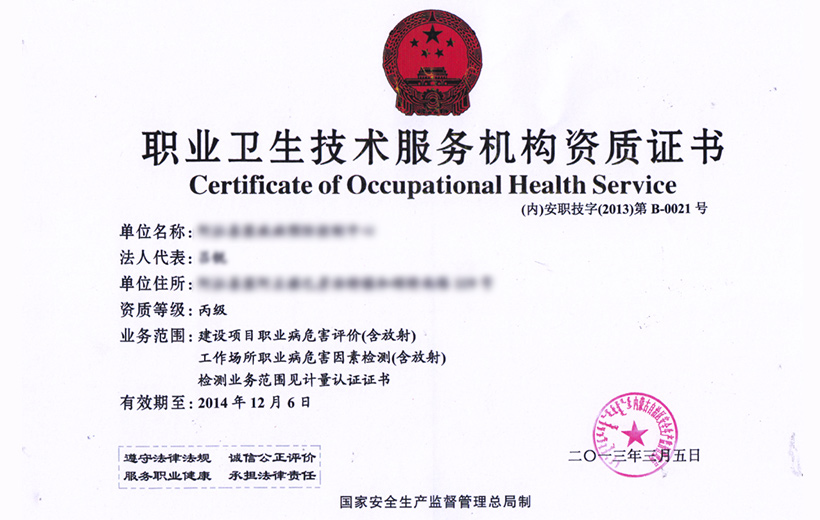 职业卫生技术服务机构资质证书
Certificate of Occupational Health Service
(内)安职技字(2013)第 B-0021 号
单位名称:
法人代表:
单位住所:
资质等级: 丙级
业务范围: 建设项目职业病危害评价(含放射)
工作场所职业病危害因素检测(含放射)
检测业务范围见计量认证证书
有效期至: 2014 年 12 月 6 日
二〇一三年三月五日
遵守法律法规 诚信公正评价
服务职业健康 承担法律责任
国家安全生产监督管理总局制